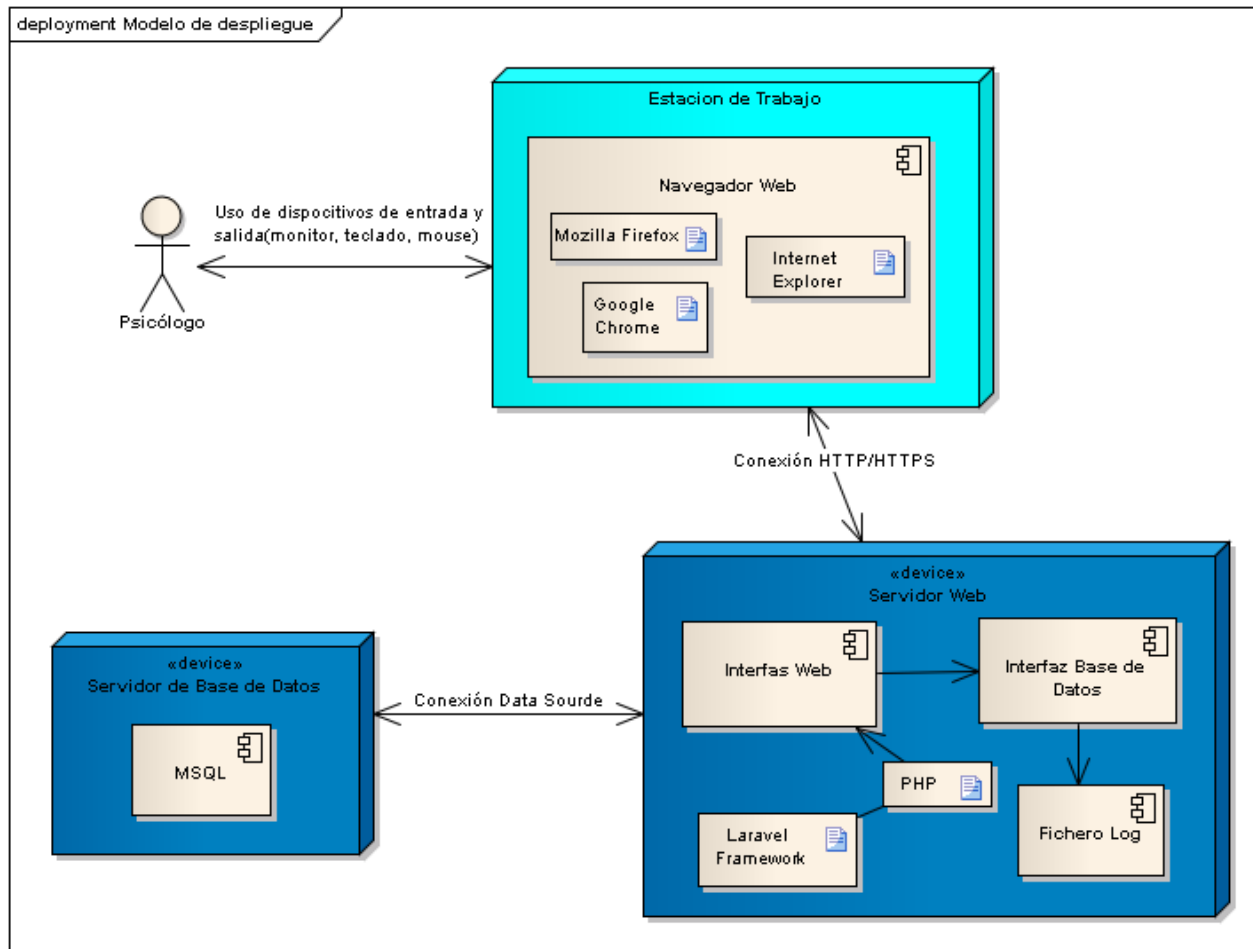 deployment Modelo de despliegue
Estacion de Trabajo
Navegador Web
Mozilla Firefox
Internet
Explorer
Google
Chrome
Uso de dispocitivos de entrada y
salida(monitor, teclado, mouse)
Psicólogo
Conexión HTTP/HTTPS
«device»
Servidor Web
Interfas Web
Interfaz Base de
Datos
PHP
Laravel
Framework
Fichero Log
«device»
Servidor de Base de Datos
MSQL
Conexión Data Sourde